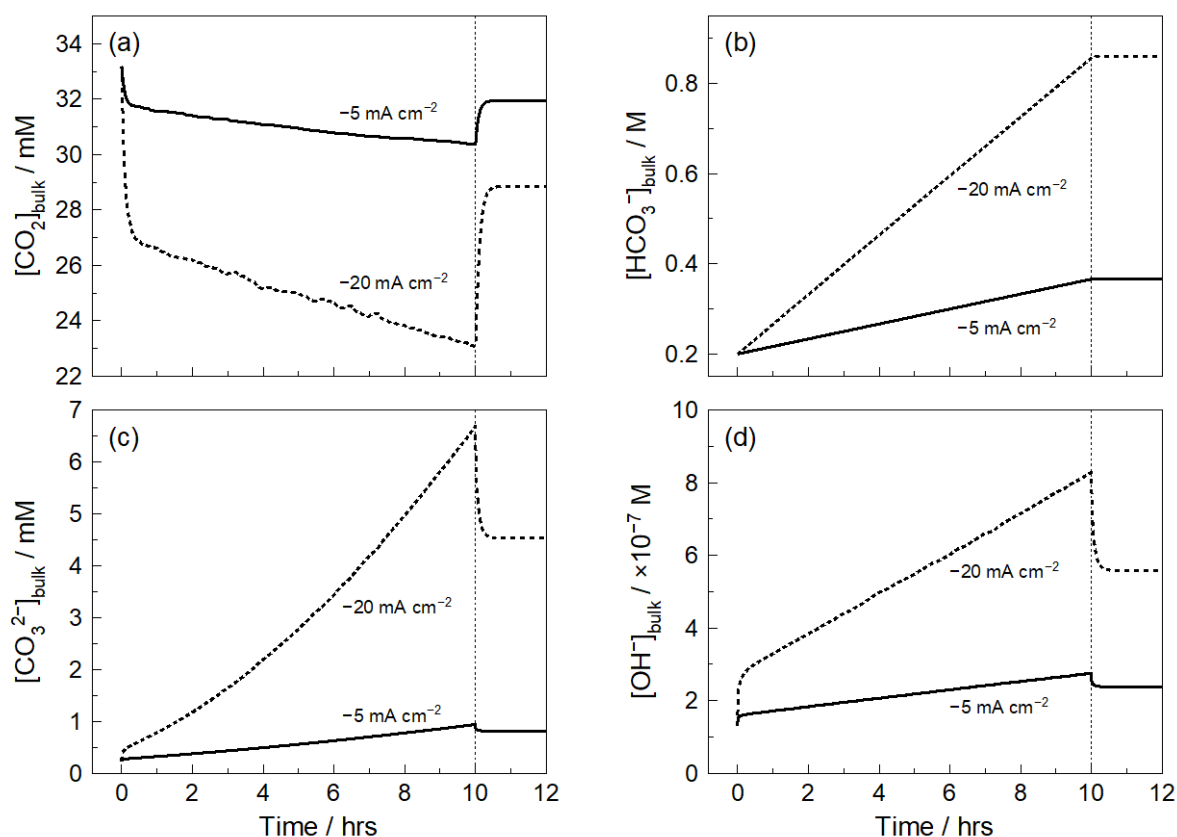 (a)
34
32
30
28
26
24
22
[CO₂]bulk / mM
−5 mA cm⁻²
−20 mA cm⁻²
(b)
0.8
0.6
0.4
0.2
[HCO₃⁻]bulk / M
−20 mA cm⁻²
−5 mA cm⁻²
(c)
7
6
5
4
3
2
1
0
[CO₃²⁻]bulk / mM
−20 mA cm⁻²
−5 mA cm⁻²
0 2 4 6 8 10 12
Time / hrs
(d)
10
8
6
4
2
0
[OH⁻]bulk / ×10⁻⁷ M
−20 mA cm⁻²
−5 mA cm⁻²
0 2 4 6 8 10 12
Time / hrs